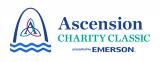 Ascension
CHARITY CLASSIC
presented by EMERSON